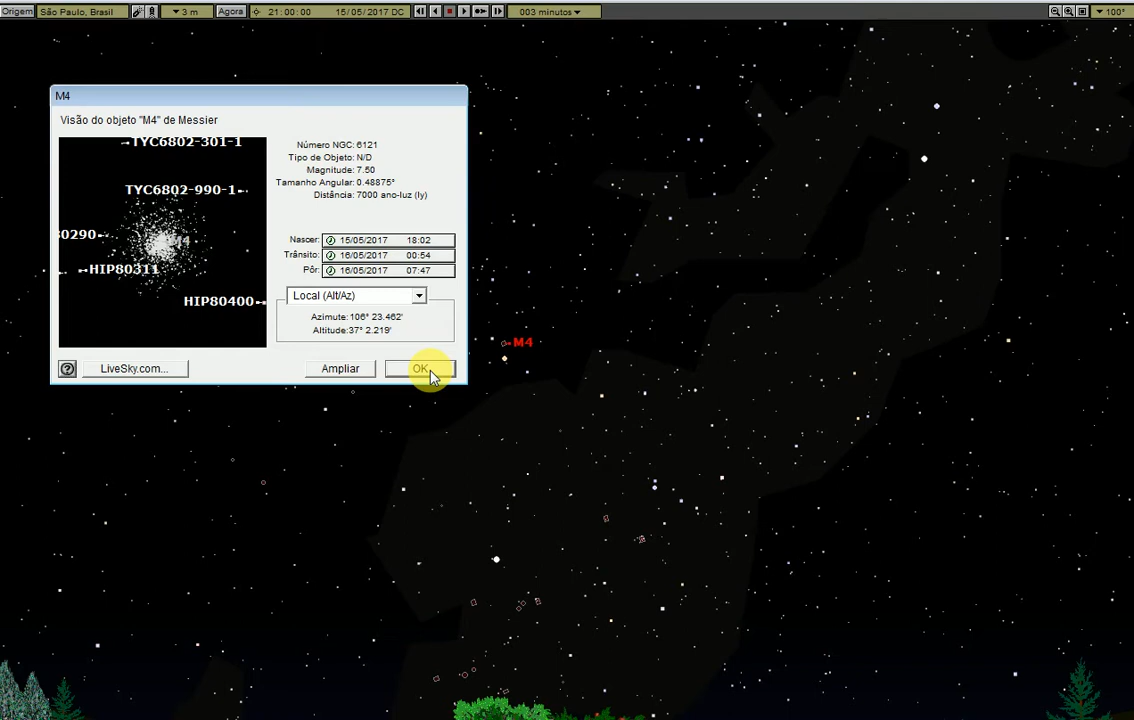 Origem São Paulo, Brasil 3 m Agora 21:00:00 15/05/2017 DC 003 minutos 100°
M4
Visão do objeto "M4" de Messier
TYC6802-301-1
TYC6802-990-1
80290
M4
HIP80311
HIP80400
Número NGC: 6121
Tipo de Objeto: N/D
Magnitude: 7.50
Tamanho Angular: 0.48875°
Distância: 7000 ano-luz (ly)
Nascer: 15/05/2017 18:02
Trânsito: 16/05/2017 00:54
Pôr: 16/05/2017 07:47
Local (Alt/Az)
Azimute: 106° 23.462'
Altitude:37° 2.219'
M4
? LiveSky.com... Ampliar OK